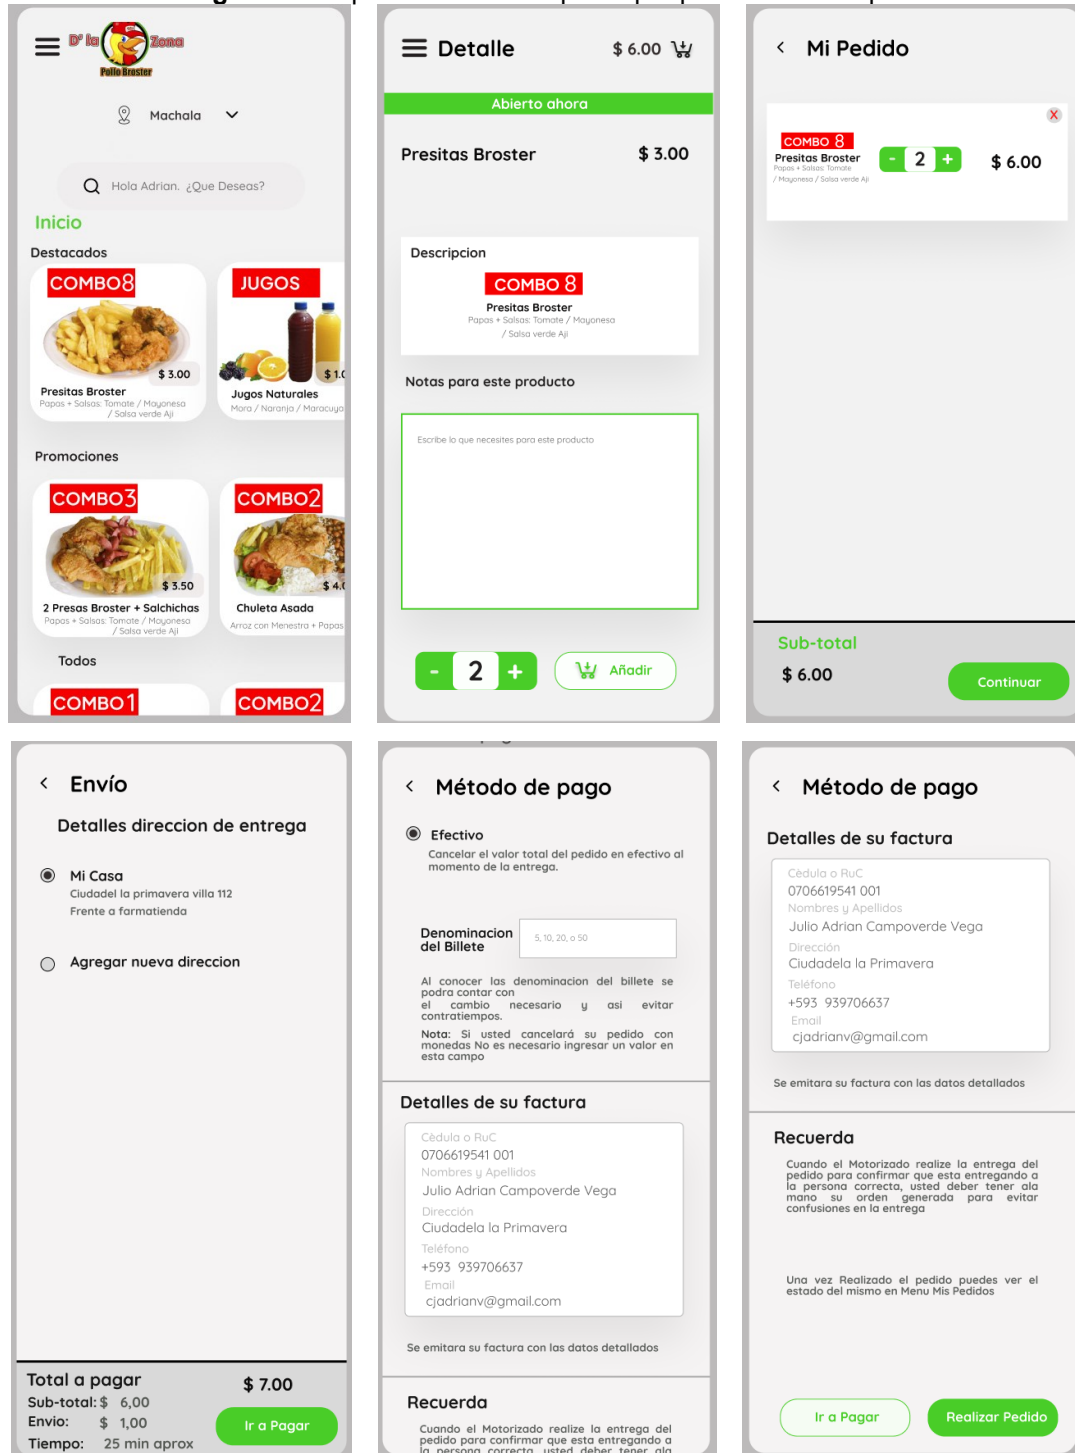 D' la Zona
Pollo Broster
Machala
Hola Adrian. ¿Que Deseas?
Inicio
Destacados
COMBO8
$ 3.00
Presitas Broster
Papas + Salsas: Tomate / Mayonesa
/ Salsa verde Aji
JUGOS
$ 1.0
Jugos Naturales
Mora / Naranja / Maracuya
Promociones
COMBO3
$ 3.50
2 Presas Broster + Salchichas
Papas + Salsas: Tomate / Mayonesa
/ Salsa verde Aji
COMBO2
$ 4.0
Chuleta Asada
Arroz con Menestra + Papas
Todos
COMBO1
COMBO2
Detalle
$ 6.00
Abierto ahora
Presitas Broster
$ 3.00
Descripcion
COMBO 8
Presitas Broster
Papas + Salsas: Tomate / Mayonesa
/ Salsa verde Aji
Notas para este producto
Escribe lo que necesites para este producto
- 2 +
Añadir
< Mi Pedido
X
COMBO 8
Presitas Broster
Papas + Salsas: Tomate
/ Mayonesa / Salsa verde Aji
- 2 +
$ 6.00
Sub-total
$ 6.00
Continuar
< Envío
Detalles direccion de entrega
Mi Casa
Ciudadel la primavera villa 112
Frente a farmatienda
Agregar nueva direccion
Total a pagar
$ 7.00
Sub-total: $ 6,00
Envio: $ 1,00
Tiempo: 25 min aprox
Ir a Pagar
< Método de pago
Efectivo
Cancelar el valor total del pedido en efectivo al
momento de la entrega.
Denominacion
del Billete
5, 10, 20, o 50
Al conocer las denominacion del billete se
podra contar con
el cambio necesario y asi evitar
contratiempos.
Nota: Si usted cancelará su pedido con
monedas No es necesario ingresar un valor en
esta campo
Detalles de su factura
Cèdula o RuC
0706619541 001
Nombres y Apellidos
Julio Adrian Campoverde Vega
Dirección
Ciudadela la Primavera
Teléfono
+593 939706637
Email
cjadrianv@gmail.com
Se emitara su factura con las datos detallados
Recuerda
Cuando el Motorizado realize la entrega del
pedido para confirmar que esta entregando a
la persona correcta, usted deber tener ala
< Método de pago
Detalles de su factura
Cèdula o RuC
0706619541 001
Nombres y Apellidos
Julio Adrian Campoverde Vega
Dirección
Ciudadela la Primavera
Teléfono
+593 939706637
Email
cjadrianv@gmail.com
Se emitara su factura con las datos detallados
Recuerda
Cuando el Motorizado realize la entrega del
pedido para confirmar que esta entregando a
la persona correcta, usted deber tener ala
mano su orden generada para evitar
confusiones en la entrega
Una vez Realizado el pedido puedes ver el
estado del mismo en Menu Mis Pedidos
Ir a Pagar
Realizar Pedido